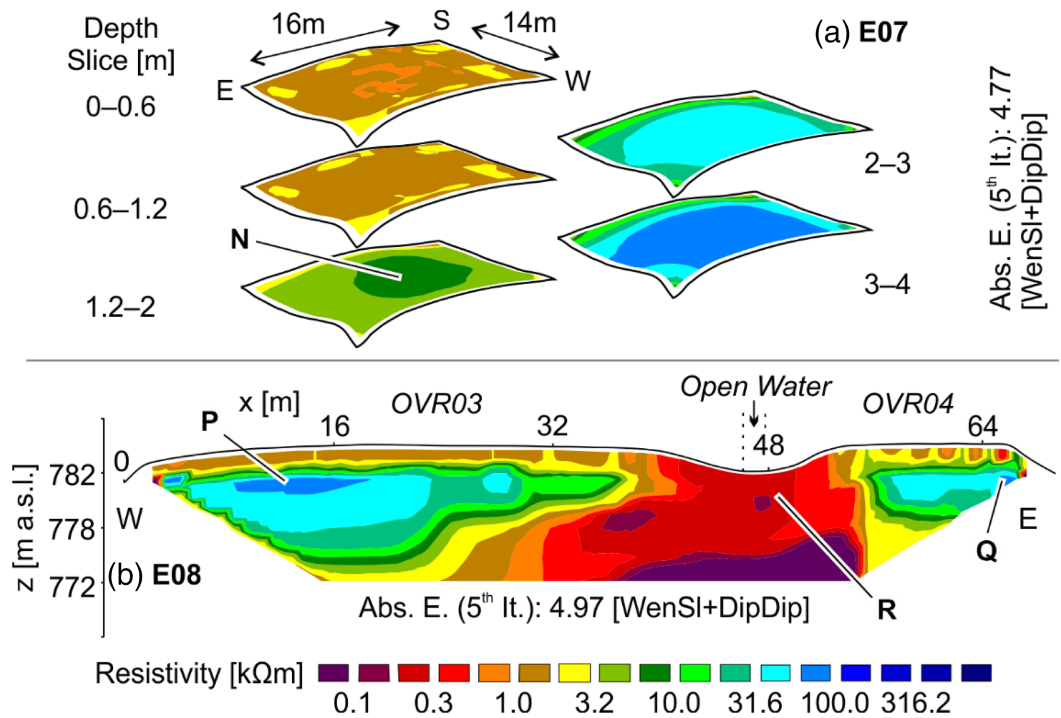 Depth
Slice [m]
16m
S
14m
(a) E07
E
W
0–0.6
0.6–1.2
N
1.2–2
2–3
3–4
Abs. E. (5th It.): 4.77
[WenSl+DipDip]
x [m]
OVR03
Open Water
OVR04
P
0
16
32
48
64
782
778
772
z [m a.s.l.]
W
E
Q
R
(b) E08
Abs. E. (5th It.): 4.97 [WenSl+DipDip]
Resistivity [kΩm]
0.1 0.3 1.0 3.2 10.0 31.6 100.0 316.2